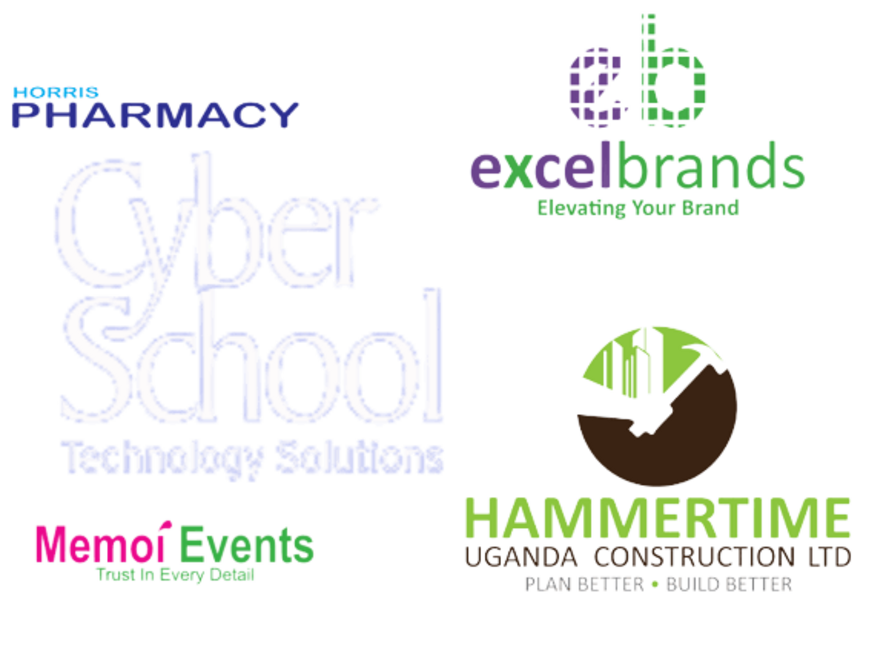 HORRIS
PHARMACY
Cyber
School
Technology Solutions
Memoi Events
Trust In Every Detail
eb
excelbrands
Elevating Your Brand
HAMMERTIME
UGANDA CONSTRUCTION LTD
PLAN BETTER • BUILD BETTER